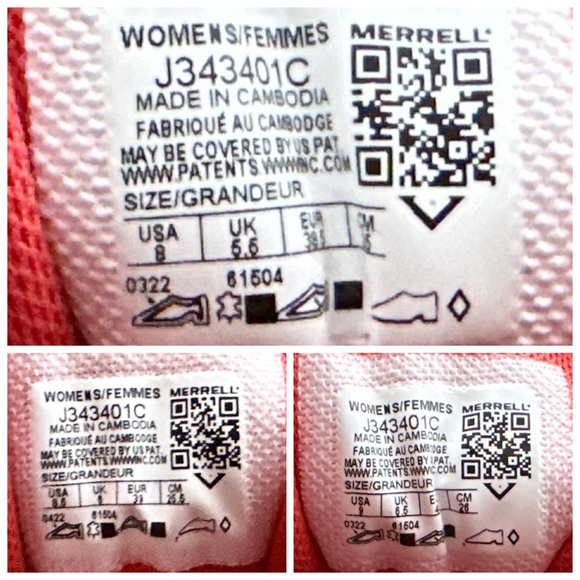 WOMENS/FEMMES MERRELL
J343401C
MADE IN CAMBODIA
FABRIQUÉ AU CAMBODGE
MAY BE COVERED BY US PAT.
WWW.PATENTS.WWWINC.COM
SIZE/GRANDEUR
USA UK EUR CM
8 5.5
0322 61504
WOMENS/FEMMES MERRELL
J343401C
MADE IN CAMBODIA
FABRIQUÉ AU CAMBODGE
MAY BE COVERED BY US PAT.
WWW.PATENTS.WWWINC.COM
SIZE/GRANDEUR
USA UK EUR CM
8.5 6 39 25.5
0422 61504
WOMENS/FEMMES MERRELL
J343401C
MADE IN CAMBODIA
FABRIQUÉ AU CAMBODGE
MAY BE COVERED BY PAT.
WWW.PATENTS.WWWC.COM
SIZE/GRANDEUR
USA UK E CM
9 6.5 26
0322 61504